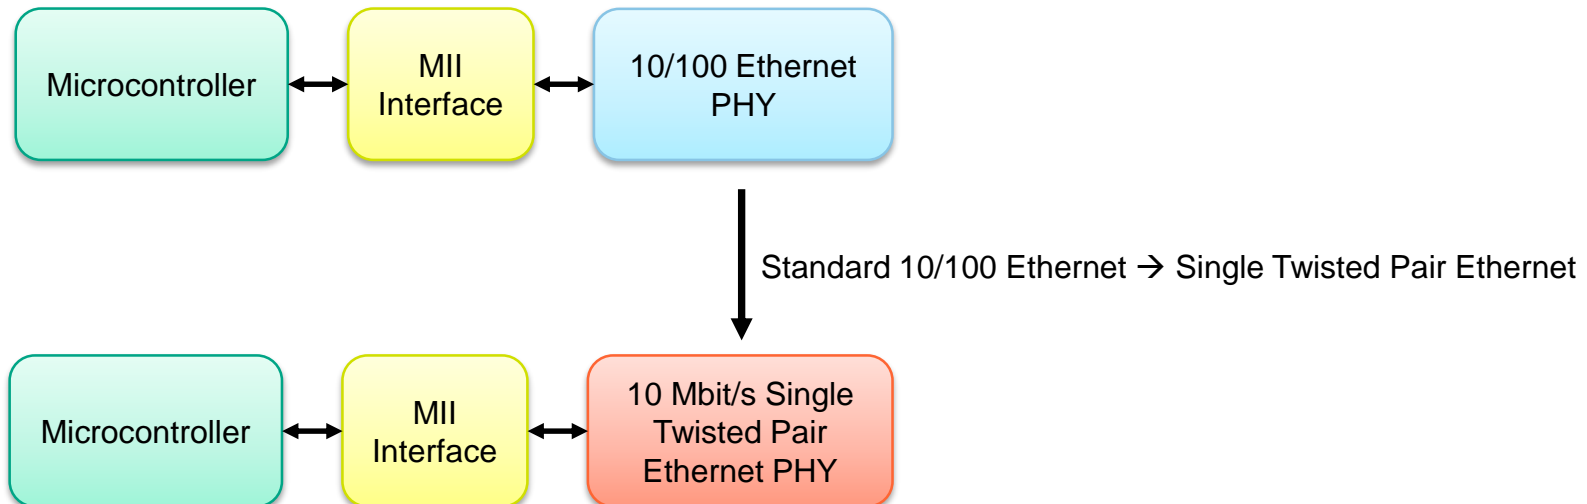 Microcontroller
MII
Interface
10/100 Ethernet
PHY
Standard 10/100 Ethernet → Single Twisted Pair Ethernet
Microcontroller
MII
Interface
10 Mbit/s Single
Twisted Pair
Ethernet PHY